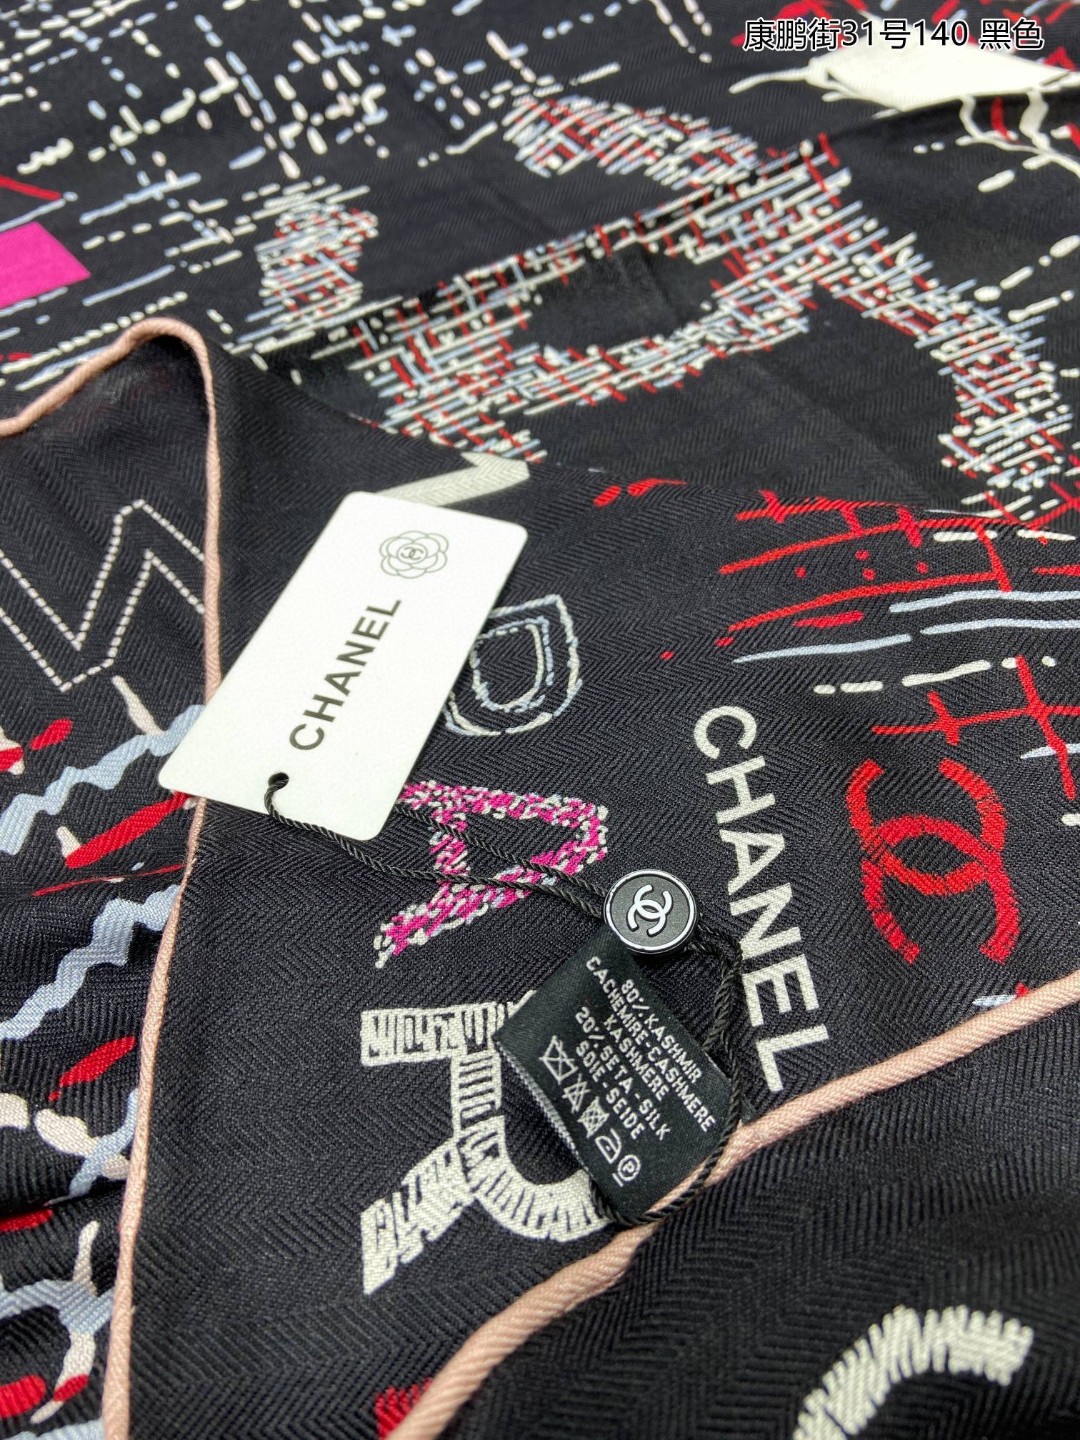 康鹏街31号140 黑色
CHANEL
CHANEL
80% KASHMIR
CACHEMIRE-CASHMERE
KASHMERE
20% SETA - SILK
SOIE-SEIDE
P
R